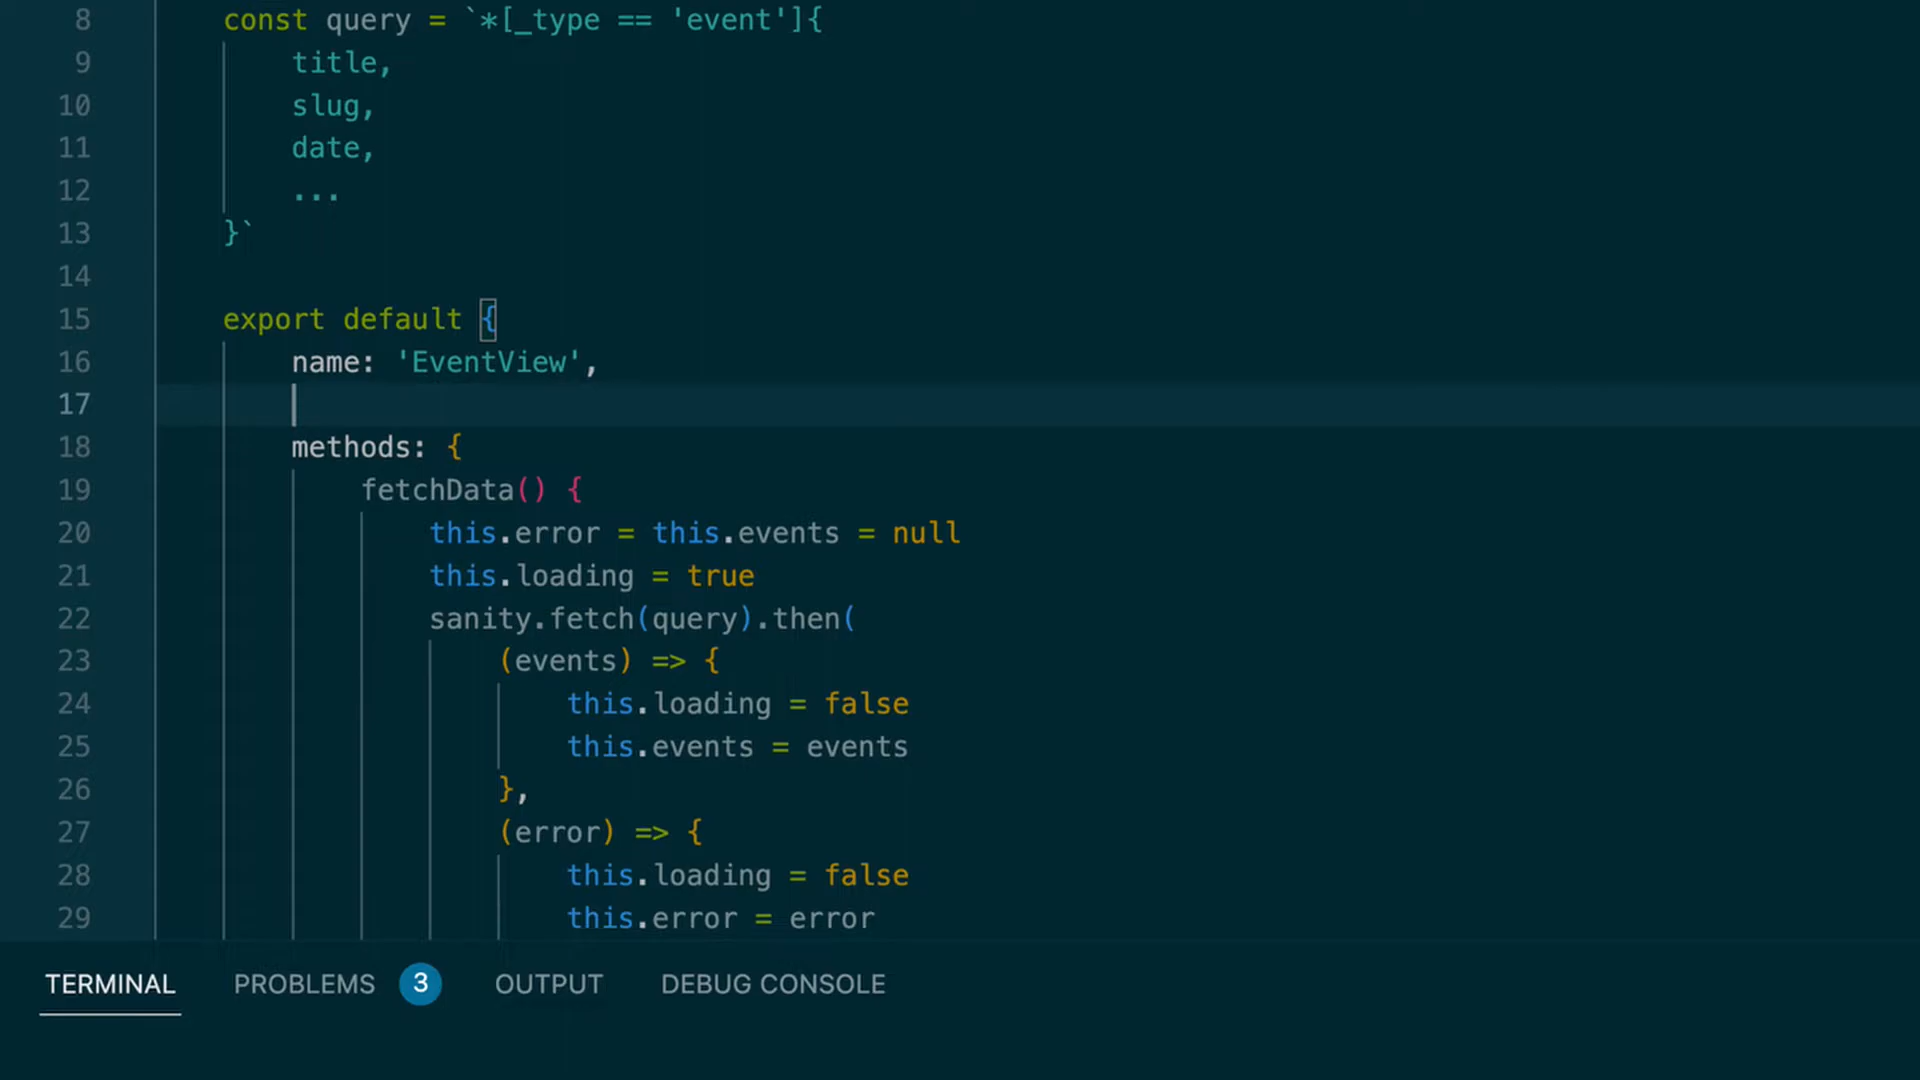 8 const query = `*[_type == 'event']{
9 title,
10 slug,
11 date,
12 ...
13 }`
14
15 export default {
16 name: 'EventView',
17
18 methods: {
19 fetchData() {
20 this.error = this.events = null
21 this.loading = true
22 sanity.fetch(query).then(
23 (events) => {
24 this.loading = false
25 this.events = events
26 },
27 (error) => {
28 this.loading = false
29 this.error = error
TERMINAL PROBLEMS 3 OUTPUT DEBUG CONSOLE